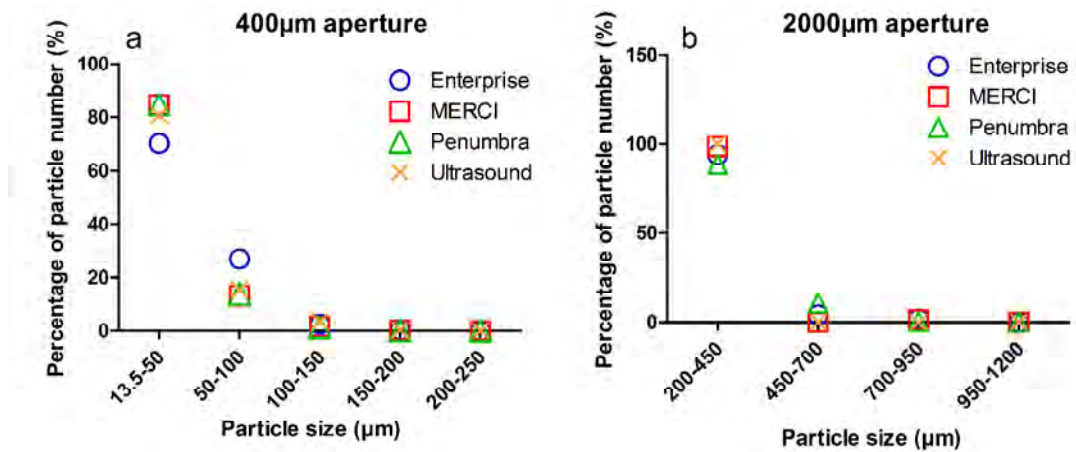 a
400µm aperture
Percentage of particle number (%)
100
80
60
40
20
0
Enterprise
MERCI
Penumbra
Ultrasound
13.5-50
50-100
100-150
150-200
200-250
Particle size (µm)
b
2000µm aperture
Percentage of particle number (%)
150
100
50
0
Enterprise
MERCI
Penumbra
Ultrasound
200-450
450-700
700-950
950-1200
Particle size (µm)